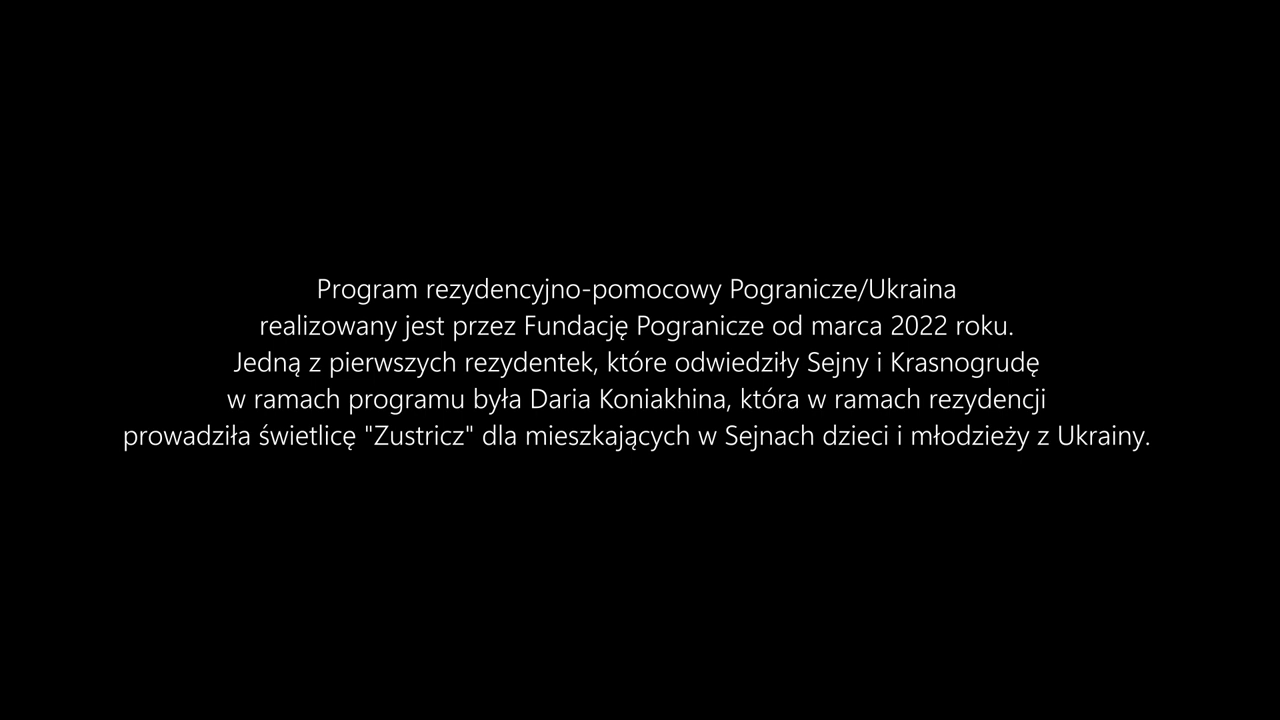 Program rezydencyjno-pomocowy Pogranicze/Ukraina
realizowany jest przez Fundację Pogranicze od marca 2022 roku.
Jedną z pierwszych rezydentek, które odwiedziły Sejny i Krasnogrudę
w ramach programu była Daria Koniakhina, która w ramach rezydencji
prowadziła świetlicę "Zustricz" dla mieszkających w Sejnach dzieci i młodzieży z Ukrainy.